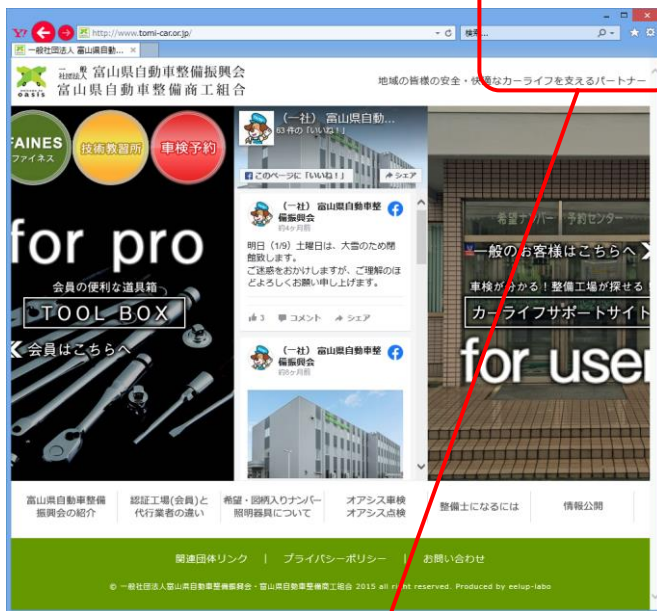 http://www.tomi-car.or.jp/
検索...
一般社団法人 富山県自動...
一般社団法人 富山県自動車整備振興会
富山県自動車整備商工組合
oasis
地域の皆様の安全・快適なカーライフを支えるパートナー
FAINES
ファイネス
技術教習所
車検予約
for pro
会員の便利な道具箱
TOOL BOX
会員はこちらへ
(一社) 富山県自動...
83 件の「いいね！」
このページに「いいね！」
シェア
(一社) 富山県自動車整
備振興会
約4ヶ月前
明日（1/9）土曜日は、大雪のため閉
館致します。
ご迷惑をおかけしますが、ご理解のほ
どよろしくお願い申し上げます。
3 コメント シェア
(一社) 富山県自動車整
備振興会
希望ナンバー 予約センター
一般のお客様はこちらへ
車検が分かる！整備工場が探せる！
カーライフサポートサイト
for user
富山県自動車整備
振興会の紹介
認証工場(会員)と
代行業者の違い
希望・図柄入りナンバー
照明器具について
オアシス車検
オアシス点検
整備士になるには
情報公開
関連団体リンク | プライバシーポリシー | お問い合わせ
© 一般社団法人富山県自動車整備振興会・富山県自動車整備商工組合 2015 all right reserved. Produced by eelup-labo